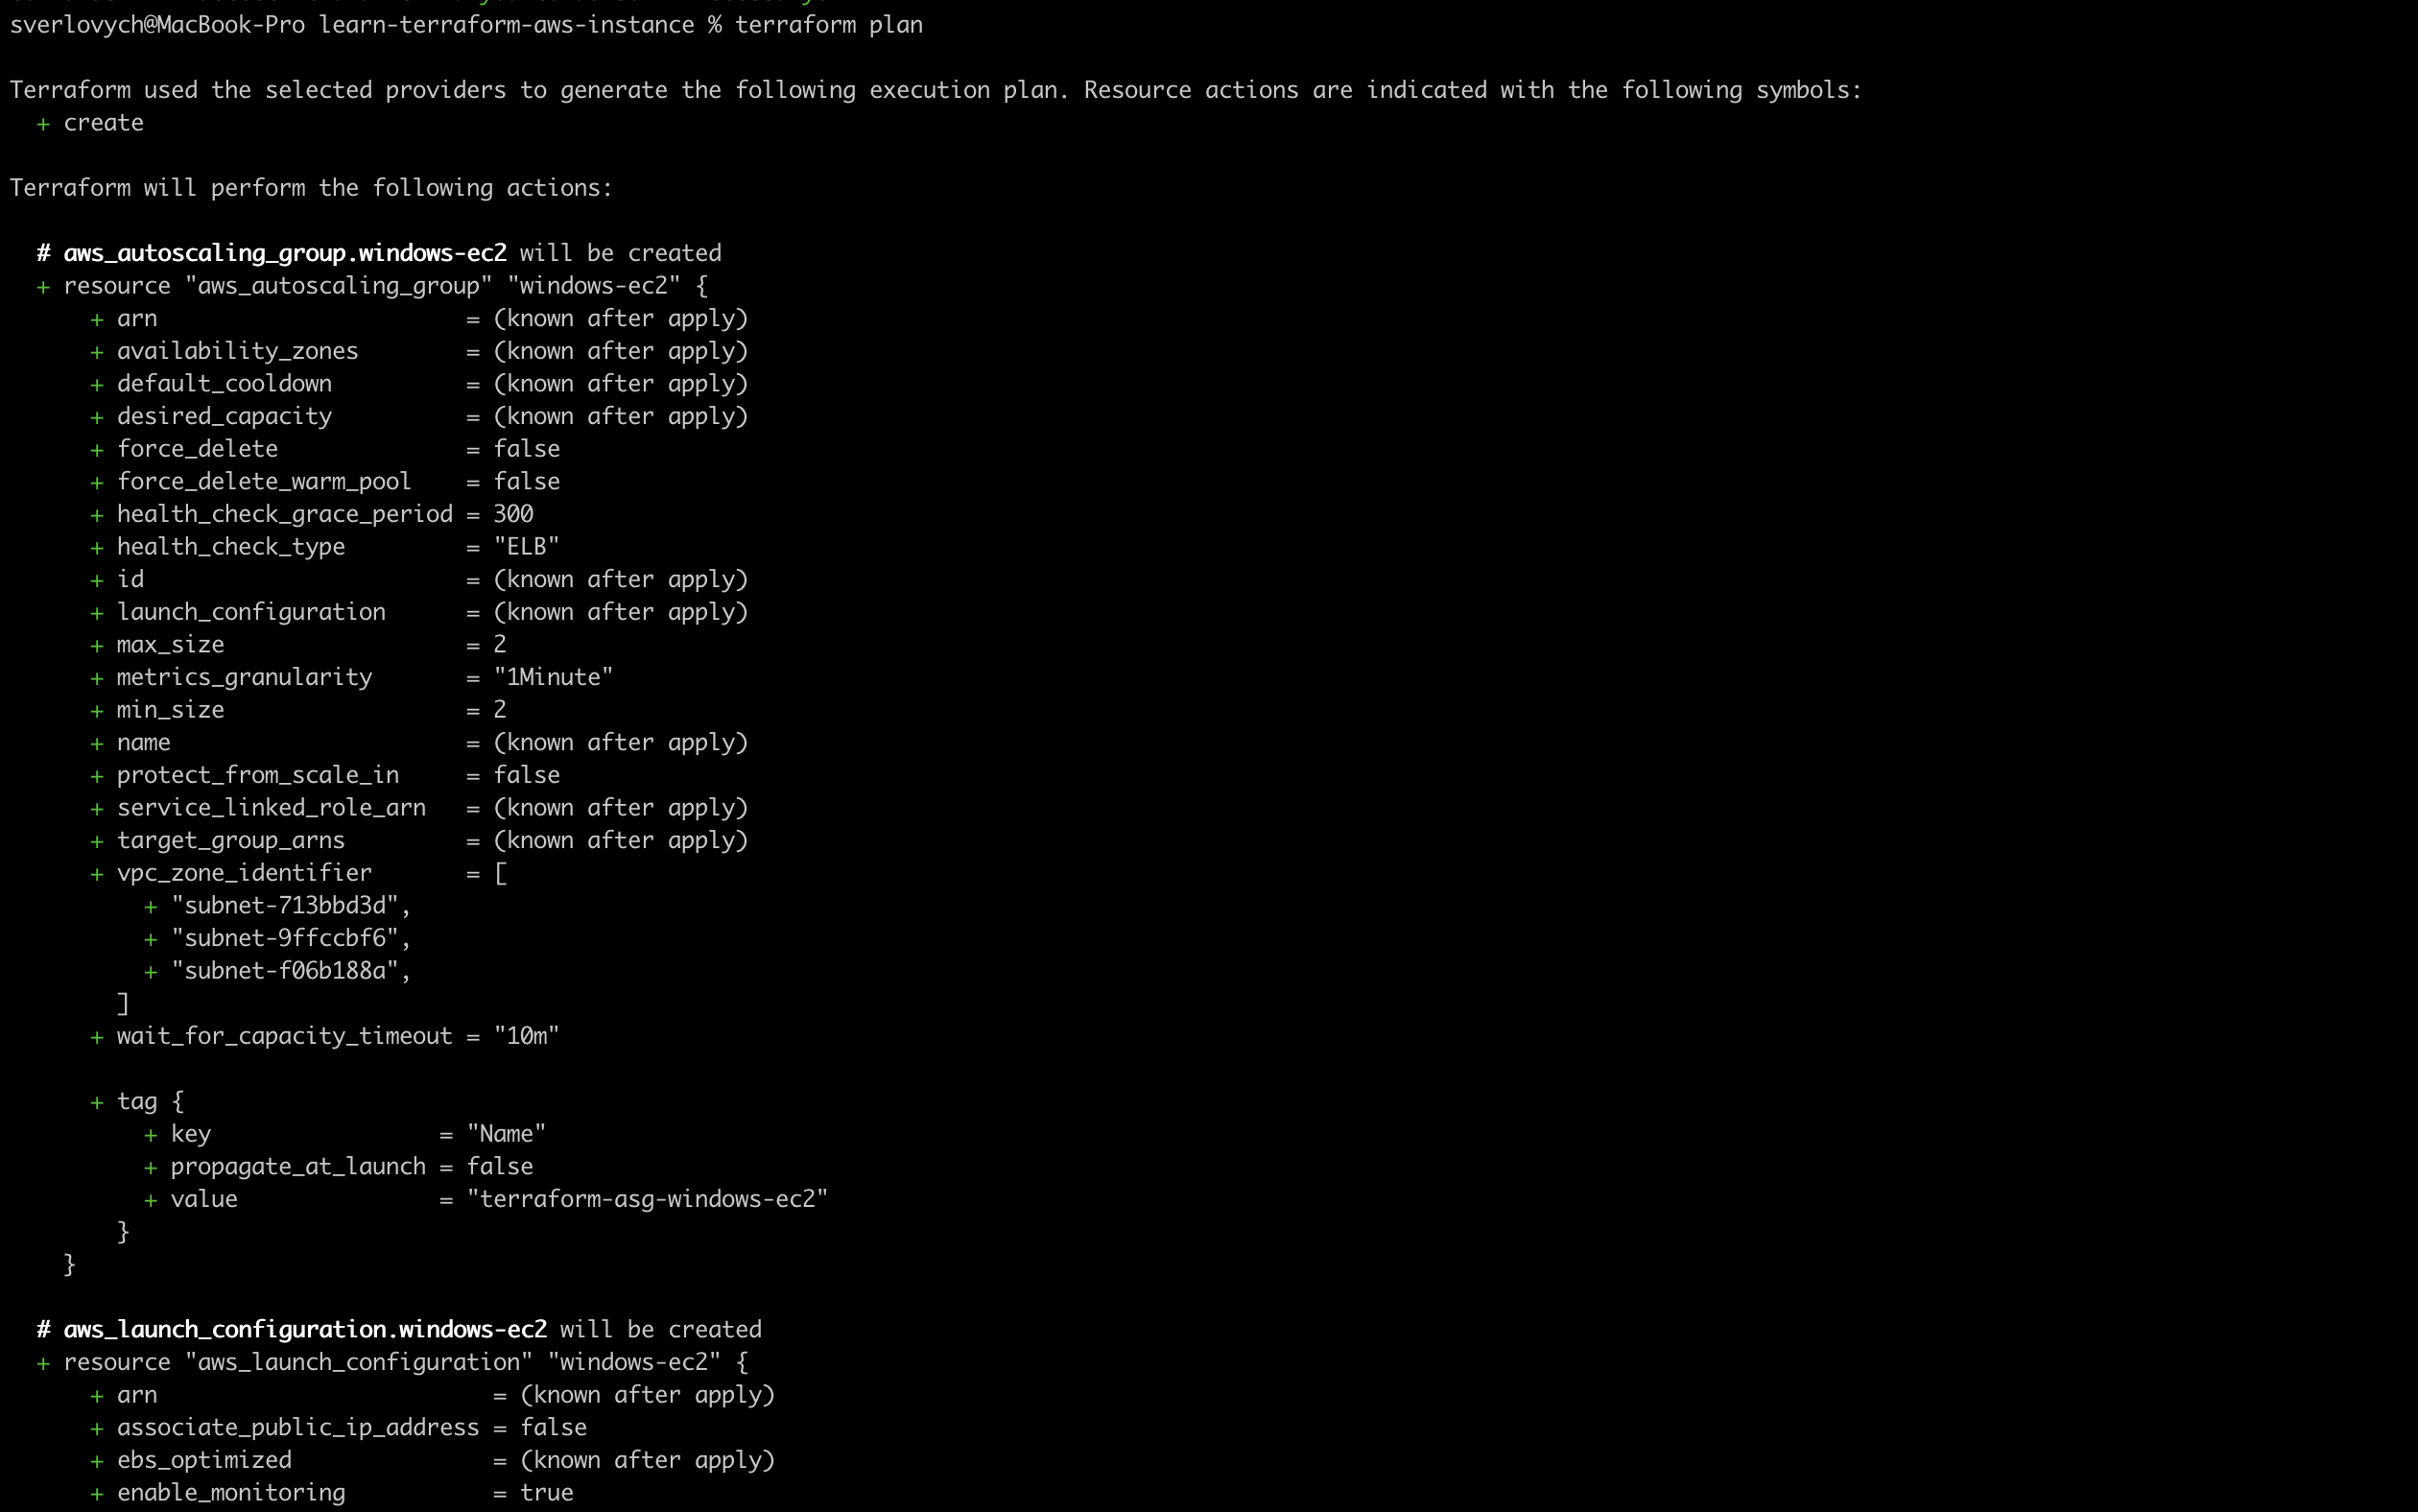 sverlovych@MacBook-Pro learn-terraform-aws-instance % terraform plan
Terraform used the selected providers to generate the following execution plan. Resource actions are indicated with the following symbols:
+ create
Terraform will perform the following actions:
# aws_autoscaling_group.windows-ec2 will be created
+ resource "aws_autoscaling_group" "windows-ec2" {
+ arn = (known after apply)
+ availability_zones = (known after apply)
+ default_cooldown = (known after apply)
+ desired_capacity = (known after apply)
+ force_delete = false
+ force_delete_warm_pool = false
+ health_check_grace_period = 300
+ health_check_type = "ELB"
+ id = (known after apply)
+ launch_configuration = (known after apply)
+ max_size = 2
+ metrics_granularity = "1Minute"
+ min_size = 2
+ name = (known after apply)
+ protect_from_scale_in = false
+ service_linked_role_arn = (known after apply)
+ target_group_arns = (known after apply)
+ vpc_zone_identifier = [
+ "subnet-713bbd3d",
+ "subnet-9ffccbf6",
+ "subnet-f06b188a",
]
+ wait_for_capacity_timeout = "10m"
+ tag {
+ key = "Name"
+ propagate_at_launch = false
+ value = "terraform-asg-windows-ec2"
}
}
# aws_launch_configuration.windows-ec2 will be created
+ resource "aws_launch_configuration" "windows-ec2" {
+ arn = (known after apply)
+ associate_public_ip_address = false
+ ebs_optimized = (known after apply)
+ enable_monitoring = true